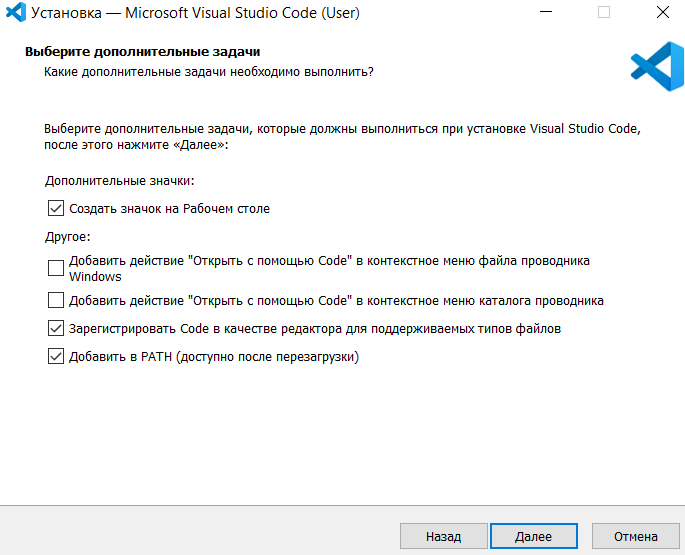 Установка — Microsoft Visual Studio Code (User)
Выберите дополнительные задачи
Какие дополнительные задачи необходимо выполнить?
Выберите дополнительные задачи, которые должны выполниться при установке Visual Studio Code,
после этого нажмите «Далее»:
Дополнительные значки:
Создать значок на Рабочем столе
Другое:
Добавить действие "Открыть с помощью Code" в контекстное меню файла проводника
Windows
Добавить действие "Открыть с помощью Code" в контекстное меню каталога проводника
Зарегистрировать Code в качестве редактора для поддерживаемых типов файлов
Добавить в PATH (доступно после перезагрузки)
Назад Далее Отмена